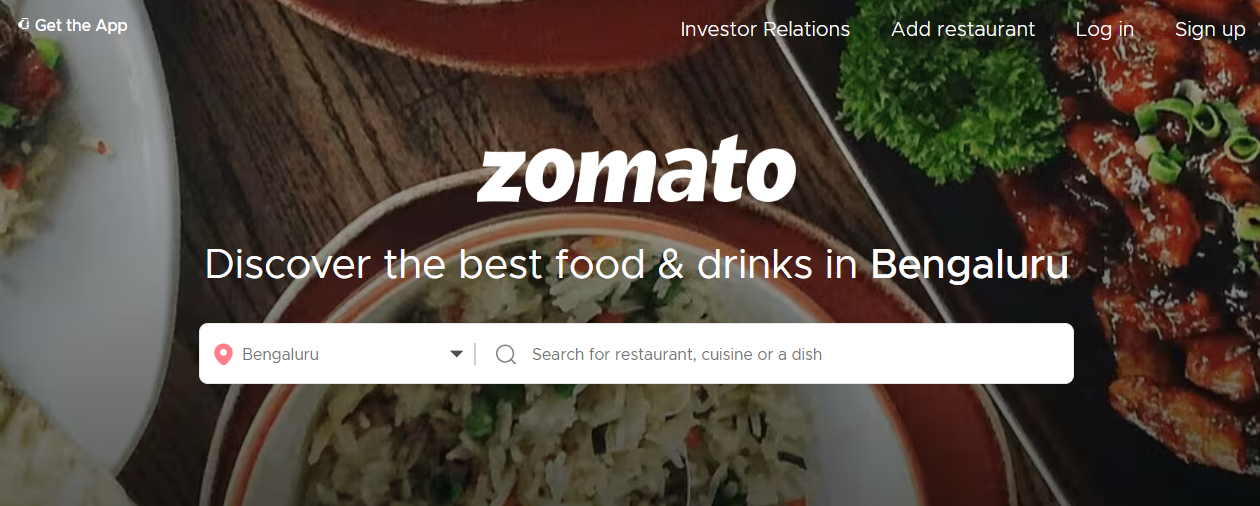 Get the App
Investor Relations
Add restaurant
Log in
Sign up
zomato
Discover the best food & drinks in Bengaluru
Bengaluru
Search for restaurant, cuisine or a dish